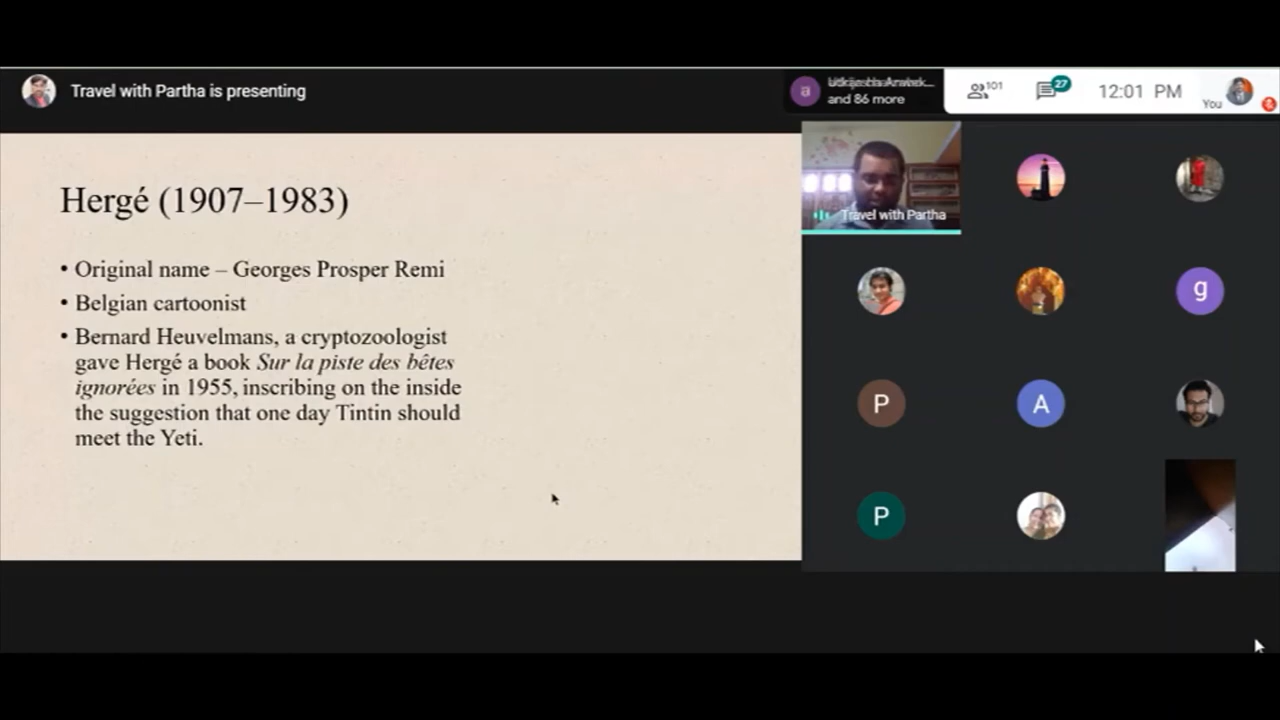 Travel with Partha is presenting
a
and 86 more
101
27
12:01 PM
You
Hergé (1907–1983)
• Original name – Georges Prosper Remi
• Belgian cartoonist
• Bernard Heuvelmans, a cryptozoologist
gave Hergé a book Sur la piste des bêtes
ignorées in 1955, inscribing on the inside
the suggestion that one day Tintin should
meet the Yeti.
Travel with Partha
g
P
A
P